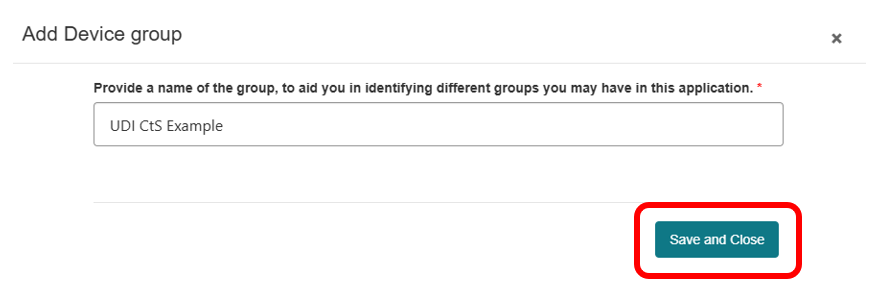 Add Device group
×
Provide a name of the group, to aid you in identifying different groups you may have in this application. *
UDI CtS Example
Save and Close